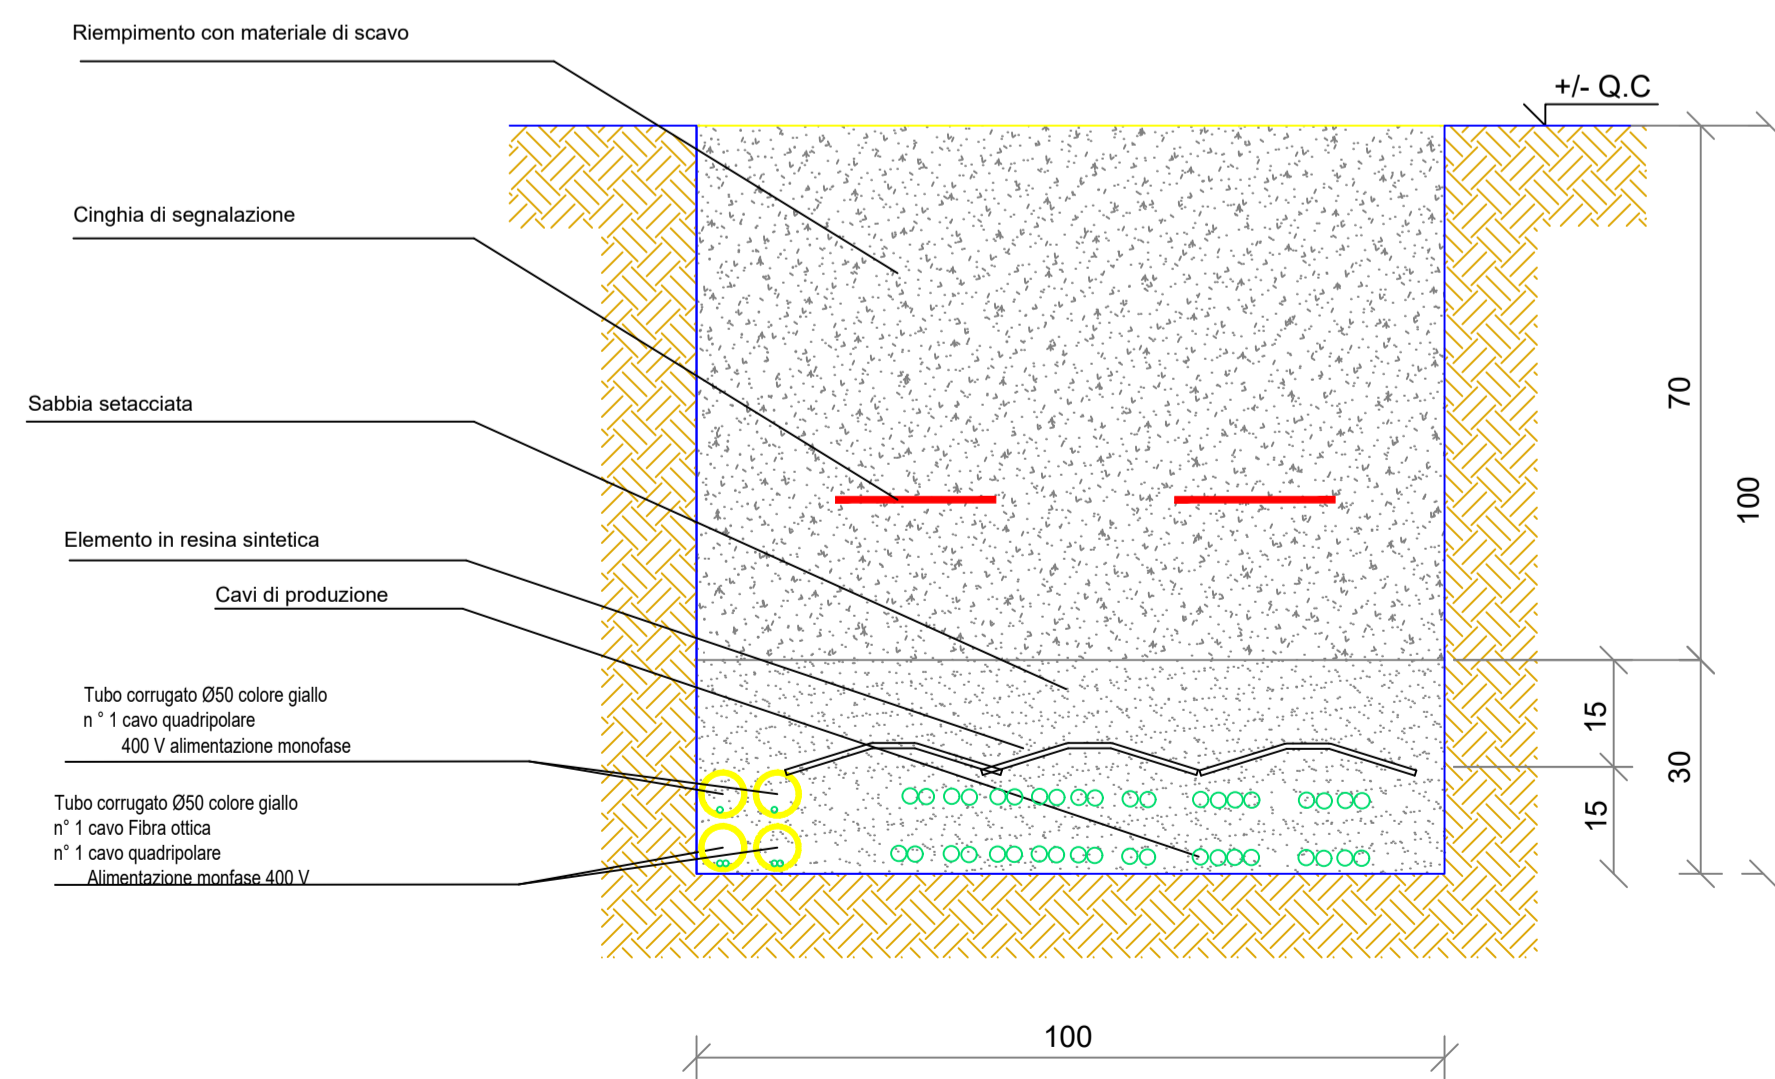 Riempimento con materiale di scavo
+/- Q.C
Cinghia di segnalazione
Sabbia setacciata
70
100
Elemento in resina sintetica
Cavi di produzione
Tubo corrugato Ø50 colore giallo
n ° 1 cavo quadripolare
400 V alimentazione monofase
15
30
15
Tubo corrugato Ø50 colore giallo
n° 1 cavo Fibra ottica
n° 1 cavo quadripolare
Alimentazione monfase 400 V
100